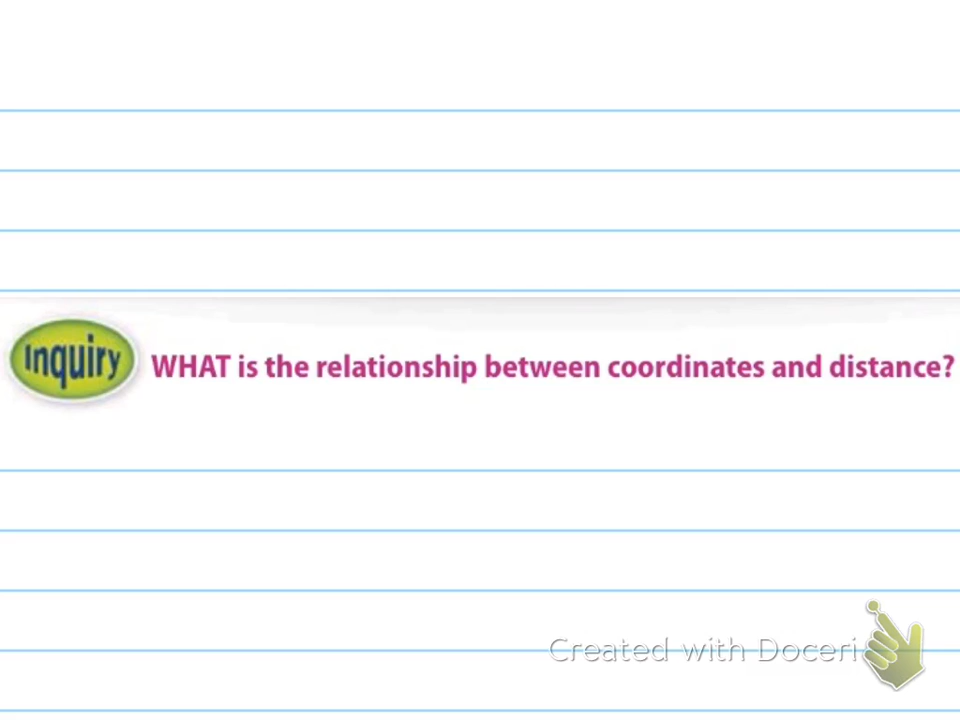 Inquiry WHAT is the relationship between coordinates and distance?
Created with Doceri